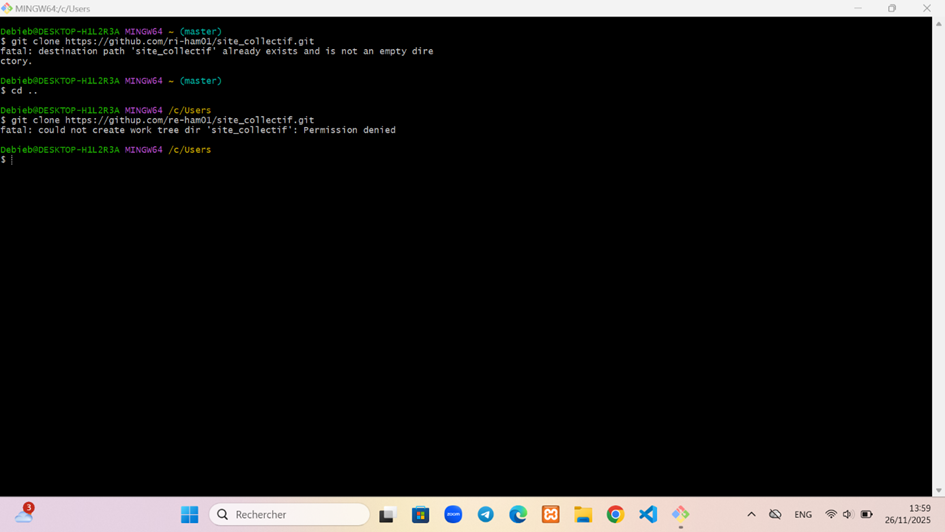 MINGW64:/c/Users
Debieb@DESKTOP-H1L2R3A MINGW64 ~ (master)
$ git clone https://github.com/ri-ham01/site_collectif.git
fatal: destination path 'site_collectif' already exists and is not an empty dire
ctory.
Debieb@DESKTOP-H1L2R3A MINGW64 ~ (master)
$ cd ..
Debieb@DESKTOP-H1L2R3A MINGW64 /c/Users
$ git clone https://githup.com/re-ham01/site_collectif.git
fatal: could not create work tree dir 'site_collectif': Permission denied
Debieb@DESKTOP-H1L2R3A MINGW64 /c/Users
$
3
Rechercher
zoom
ENG
13:59
26/11/2025